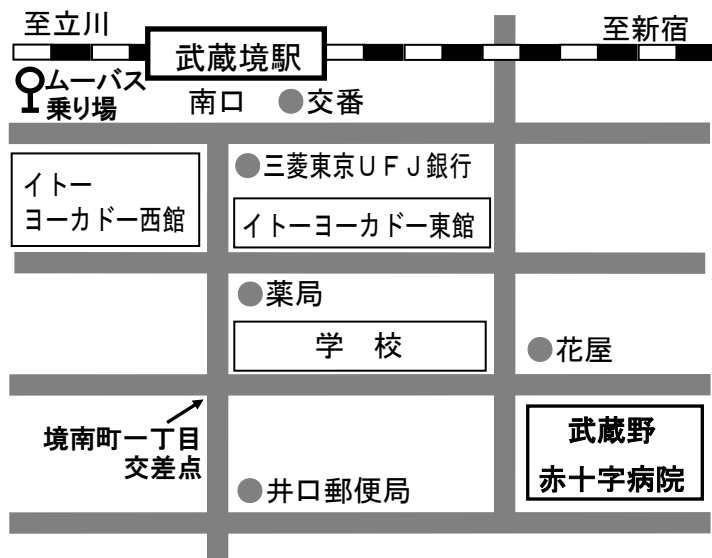 至立川
至新宿
武蔵境駅
ムーバス
乗り場
南口
交番
三菱東京ＵＦＪ銀行
イトー
ヨーカドー西館
イトーヨーカドー東館
薬局
学　校
花屋
境南町一丁目
交差点
武蔵野
赤十字病院
井口郵便局